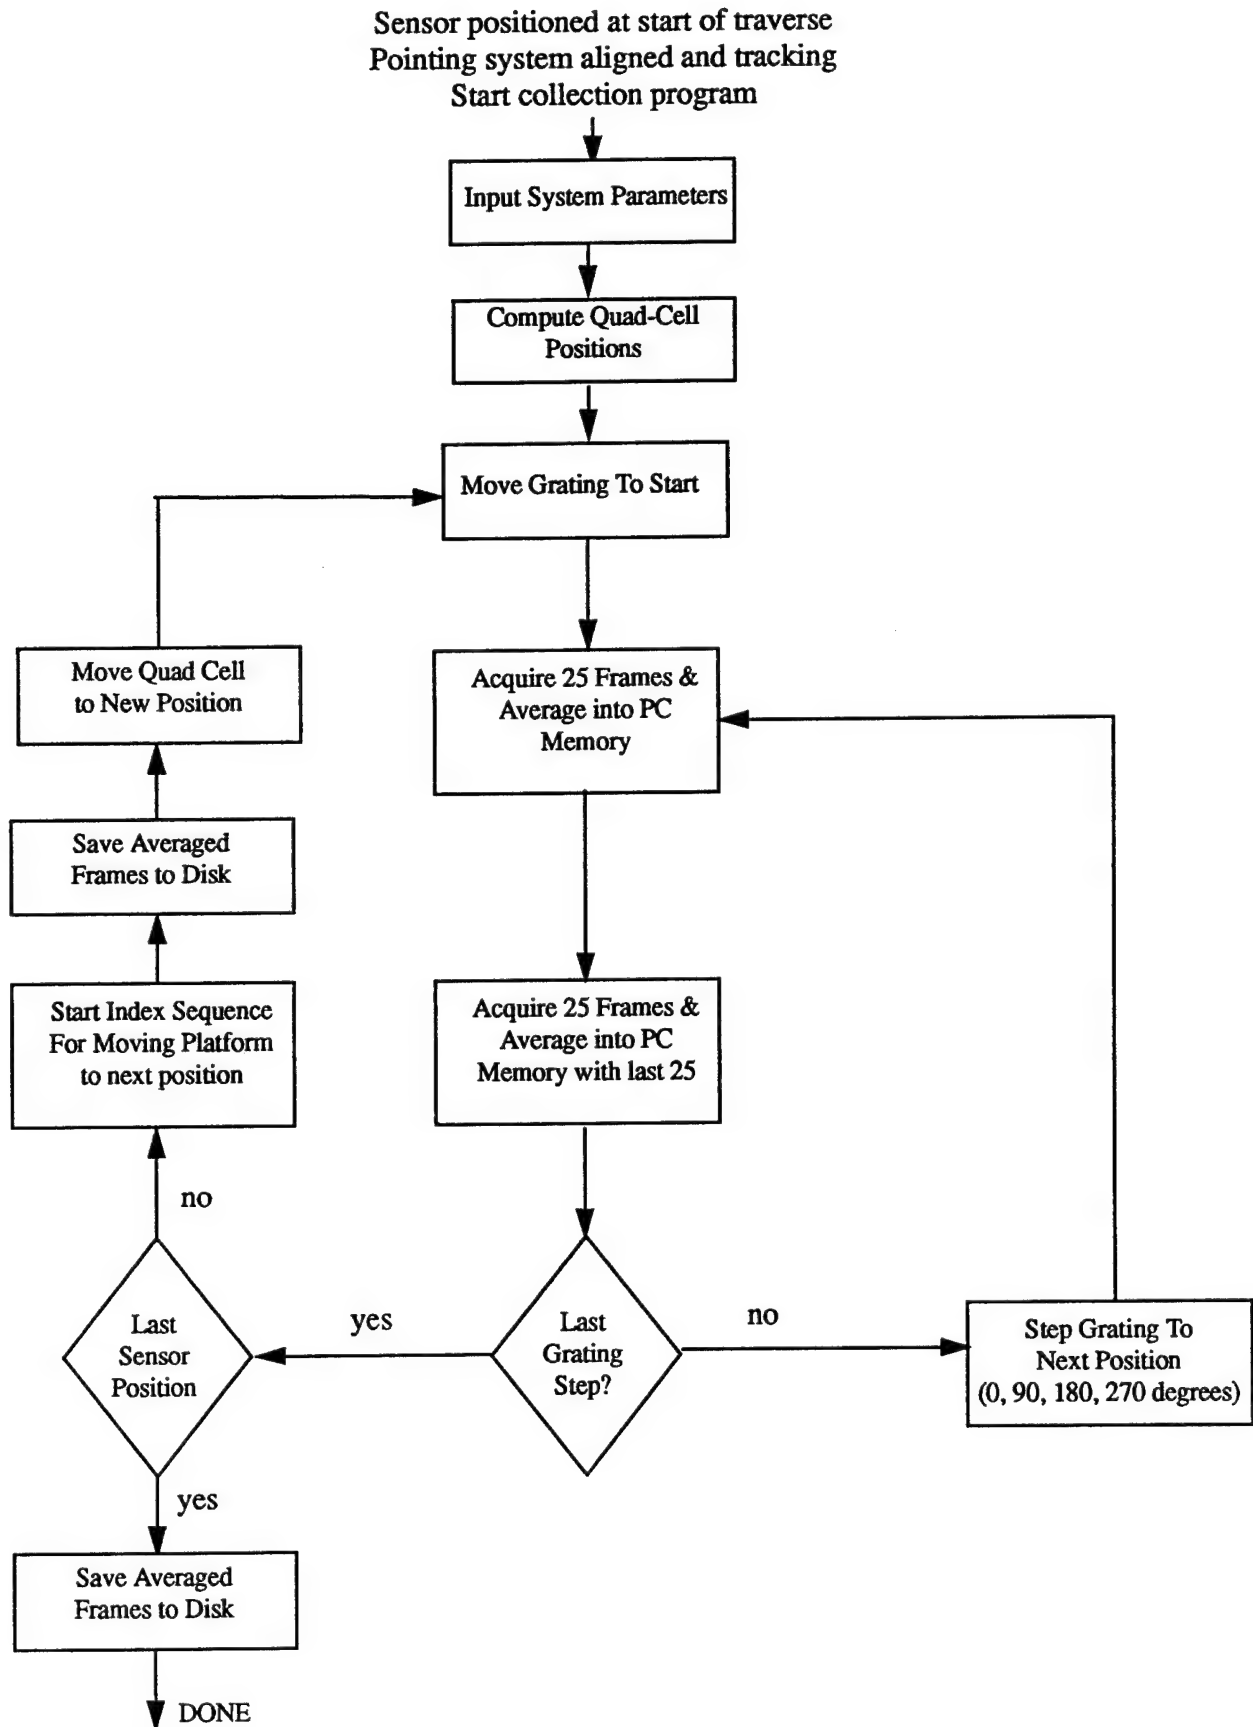 Sensor positioned at start of traverse
Pointing system aligned and tracking
Start collection program
Input System Parameters
Compute Quad-Cell
Positions
Move Grating To Start
Move Quad Cell
to New Position
Acquire 25 Frames &
Average into PC
Memory
Save Averaged
Frames to Disk
Start Index Sequence
For Moving Platform
to next position
Acquire 25 Frames &
Average into PC
Memory with last 25
no
Last
Sensor
Position
yes
Last
Grating
Step?
no
Step Grating To
Next Position
(0, 90, 180, 270 degrees)
yes
Save Averaged
Frames to Disk
DONE